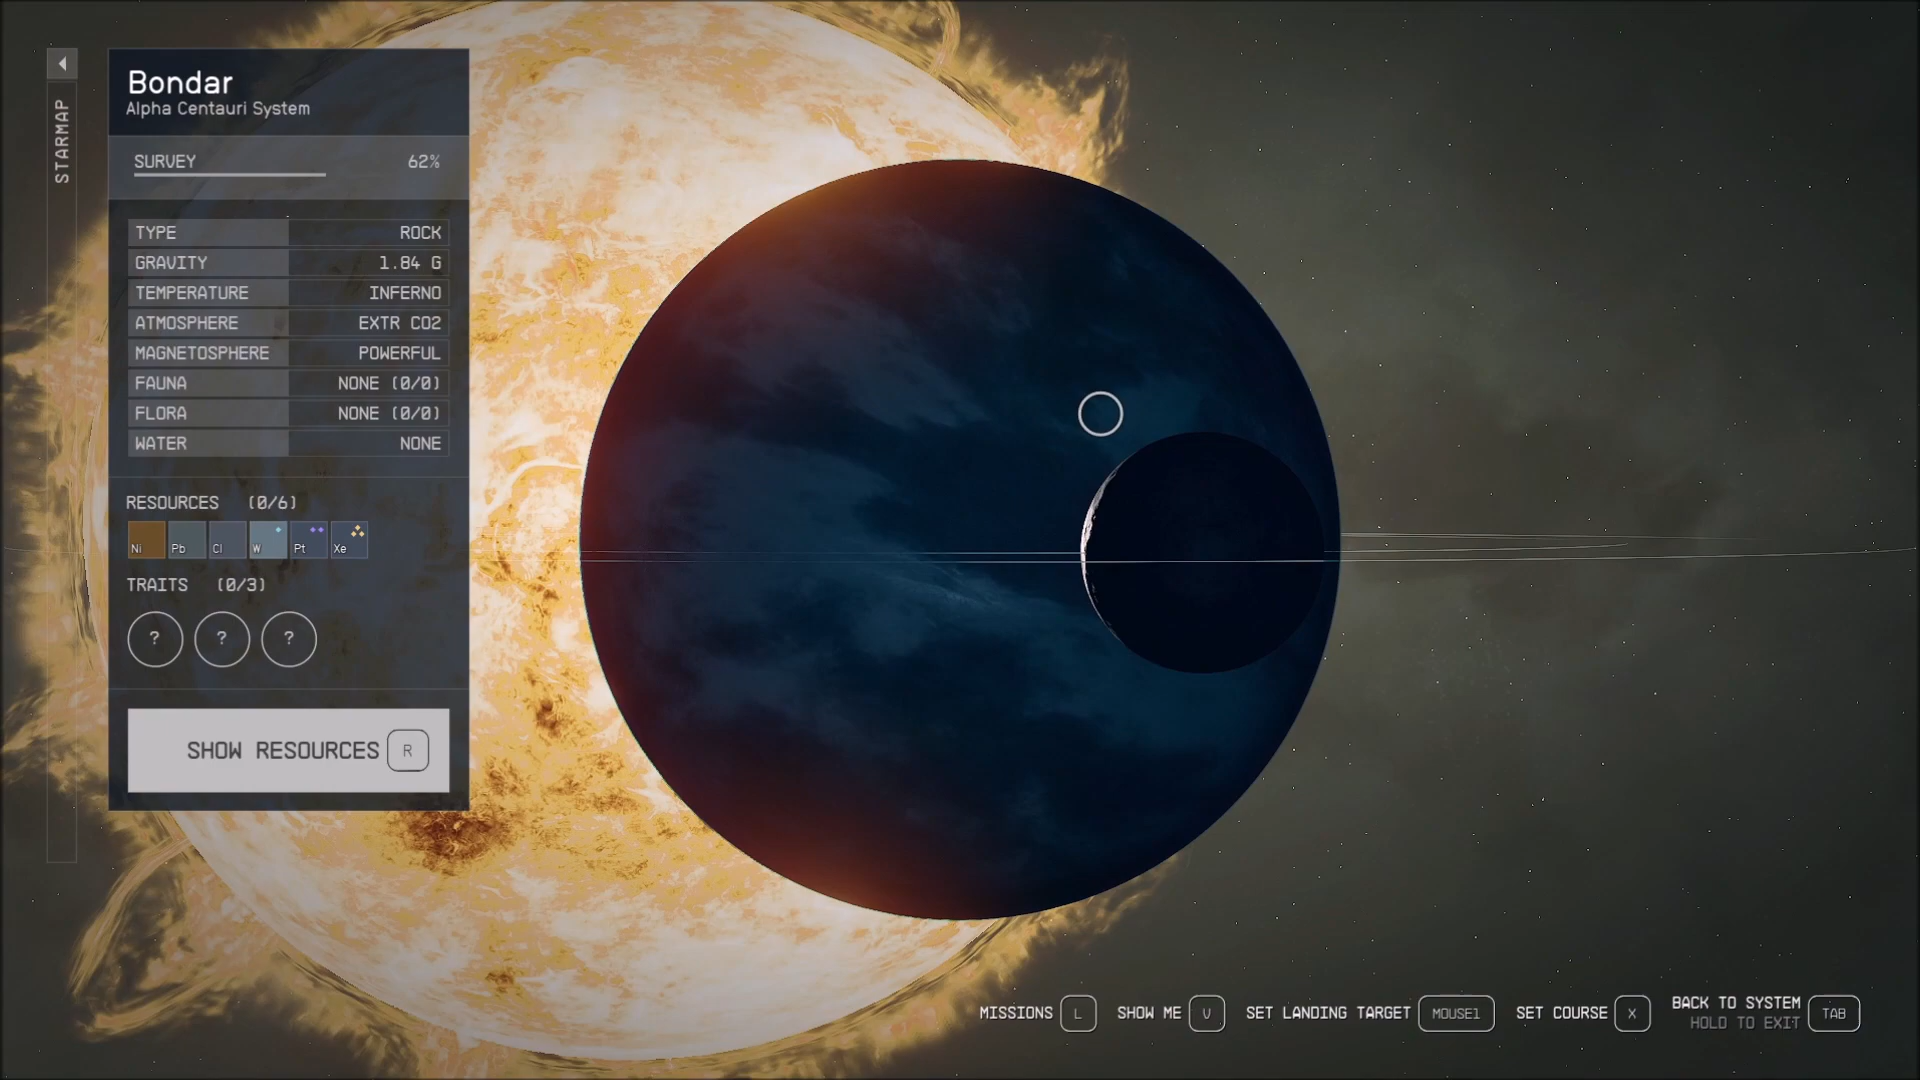 STARMAP
Bondar
Alpha Centauri System
SURVEY 62%
TYPE ROCK
GRAVITY 1.84 G
TEMPERATURE INFERNO
ATMOSPHERE EXTR CO2
MAGNETOSPHERE POWERFUL
FAUNA NONE (0/0)
FLORA NONE (0/0)
WATER NONE
RESOURCES (0/6)
Ni Pb Cl W Pt Xe
TRAITS (0/3)
? ? ?
SHOW RESOURCES R
MISSIONS L SHOW ME V SET LANDING TARGET MOUSE1 SET COURSE X BACK TO SYSTEM TAB
HOLD TO EXIT